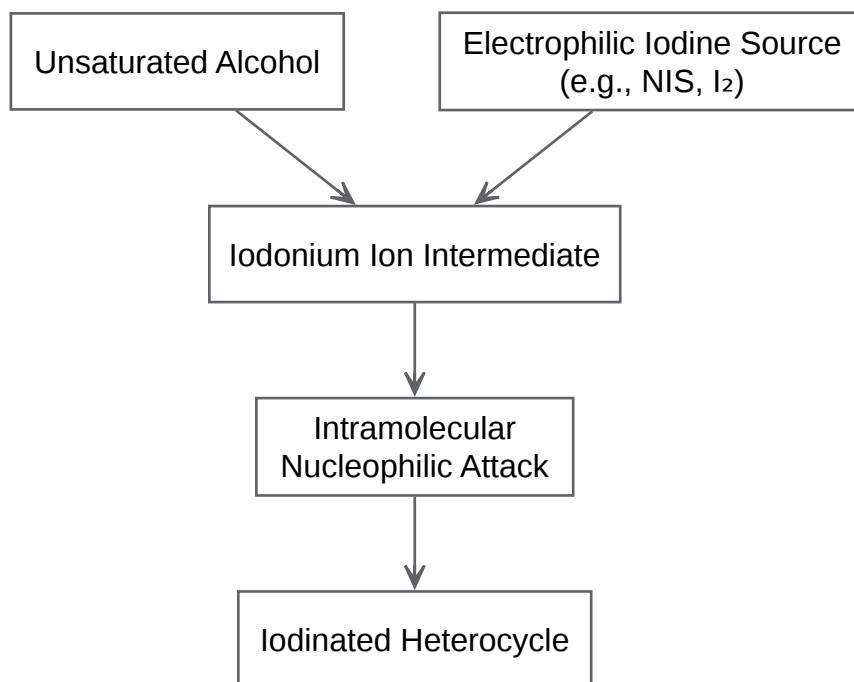 Unsaturated Alcohol
Electrophilic Iodine Source
(e.g., NIS, I₂)
Iodonium Ion Intermediate
Intramolecular
Nucleophilic Attack
Iodinated Heterocycle